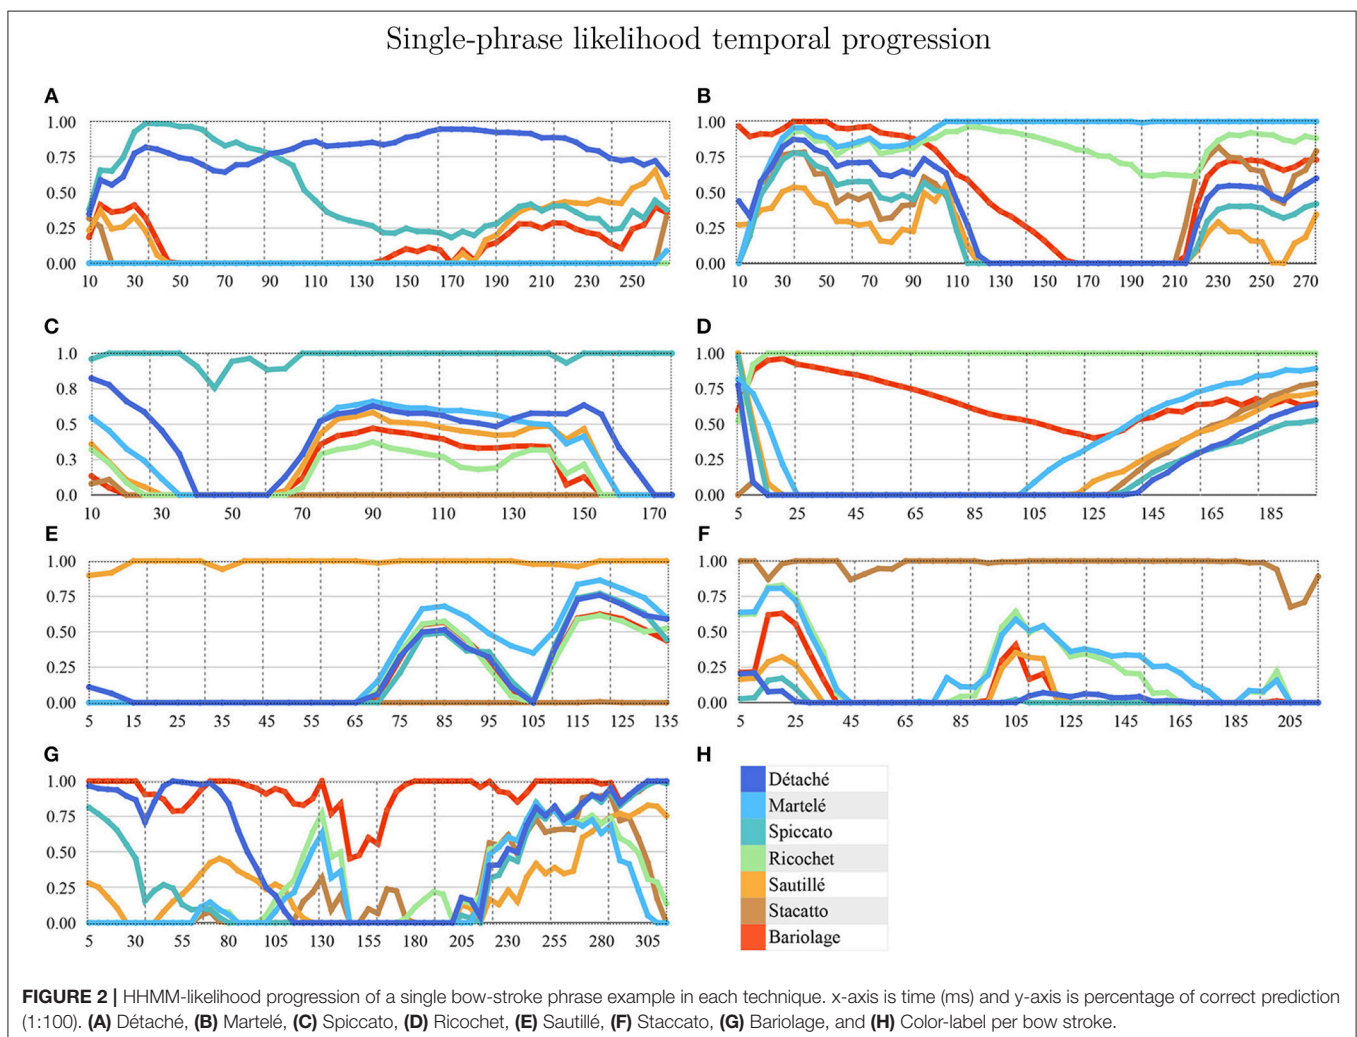 Single-phrase likelihood temporal progression
A
1.00
0.75
0.50
0.25
0.00
10 30 50 70 90 110 130 150 170 190 210 230 250
B
1.00
0.75
0.50
0.25
0.00
10 30 50 70 90 110 130 150 170 190 210 230 250 270
C
1.0
0.8
0.5
0.3
0.0
10 30 50 70 90 110 130 150 170
D
1.00
0.75
0.50
0.25
0.00
5 25 45 65 85 105 125 145 165 185
E
1.00
0.75
0.50
0.25
0.00
5 15 25 35 45 55 65 75 85 95 105 115 125 135
F
1.00
0.75
0.50
0.25
0.00
5 25 45 65 85 105 125 145 165 185 205
G
1.00
0.75
0.50
0.25
0.00
5 30 55 80 105 130 155 180 205 230 255 280 305
H
Détaché
Martelé
Spiccato
Ricochet
Sautillé
Stacatto
Bariolage
FIGURE 2 | HHMM-likelihood progression of a single bow-stroke phrase example in each technique. x-axis is time (ms) and y-axis is percentage of correct prediction
(1:100). (A) Détaché, (B) Martelé, (C) Spiccato, (D) Ricochet, (E) Sautillé, (F) Staccato, (G) Bariolage, and (H) Color-label per bow stroke.